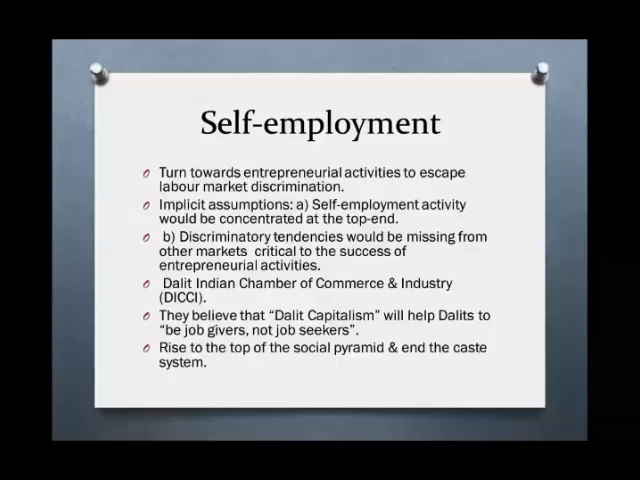 Self-employment
Turn towards entrepreneurial activities to escape
labour market discrimination.
Implicit assumptions: a) Self-employment activity
would be concentrated at the top-end.
b) Discriminatory tendencies would be missing from
other markets critical to the success of
entrepreneurial activities.
Dalit Indian Chamber of Commerce & Industry
(DICCI).
They believe that “Dalit Capitalism” will help Dalits to
“be job givers, not job seekers”.
Rise to the top of the social pyramid & end the caste
system.